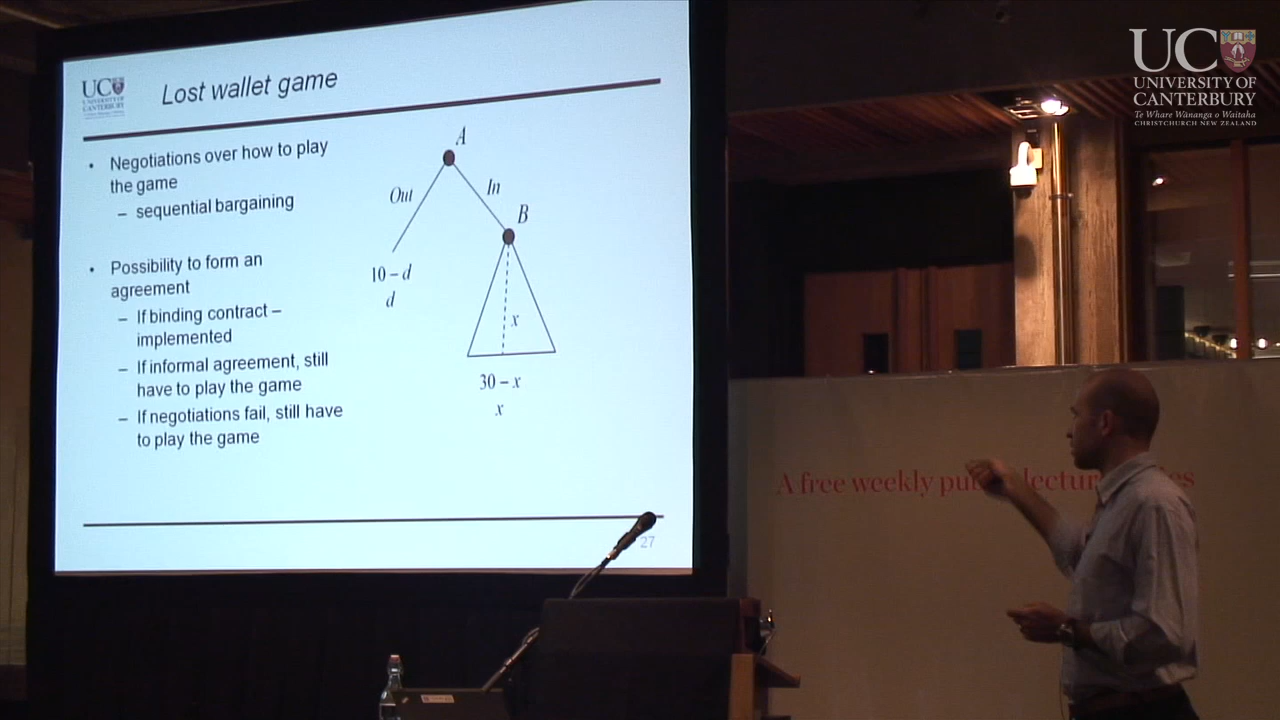 UC
UNIVERSITY OF
CANTERBURY
Lost wallet game
• Negotiations over how to play
the game
– sequential bargaining
• Possibility to form an
agreement
– If binding contract –
implemented
– If informal agreement, still
have to play the game
– If negotiations fail, still have
to play the game
A
Out
In
B
10 – d
d
x
30 – x
x
27
UC
UNIVERSITY OF
CANTERBURY
Te Whare Wānanga o Waitaha
CHRISTCHURCH NEW ZEALAND
A free weekly